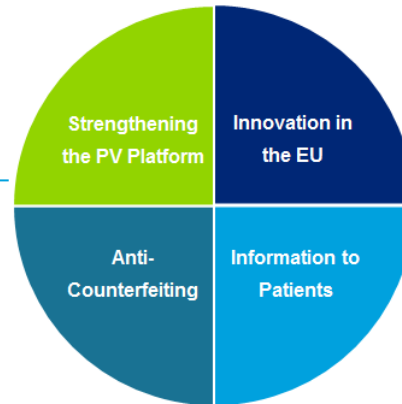 Strengthening
the PV Platform
Innovation in
the EU
Anti-
Counterfeiting
Information to
Patients